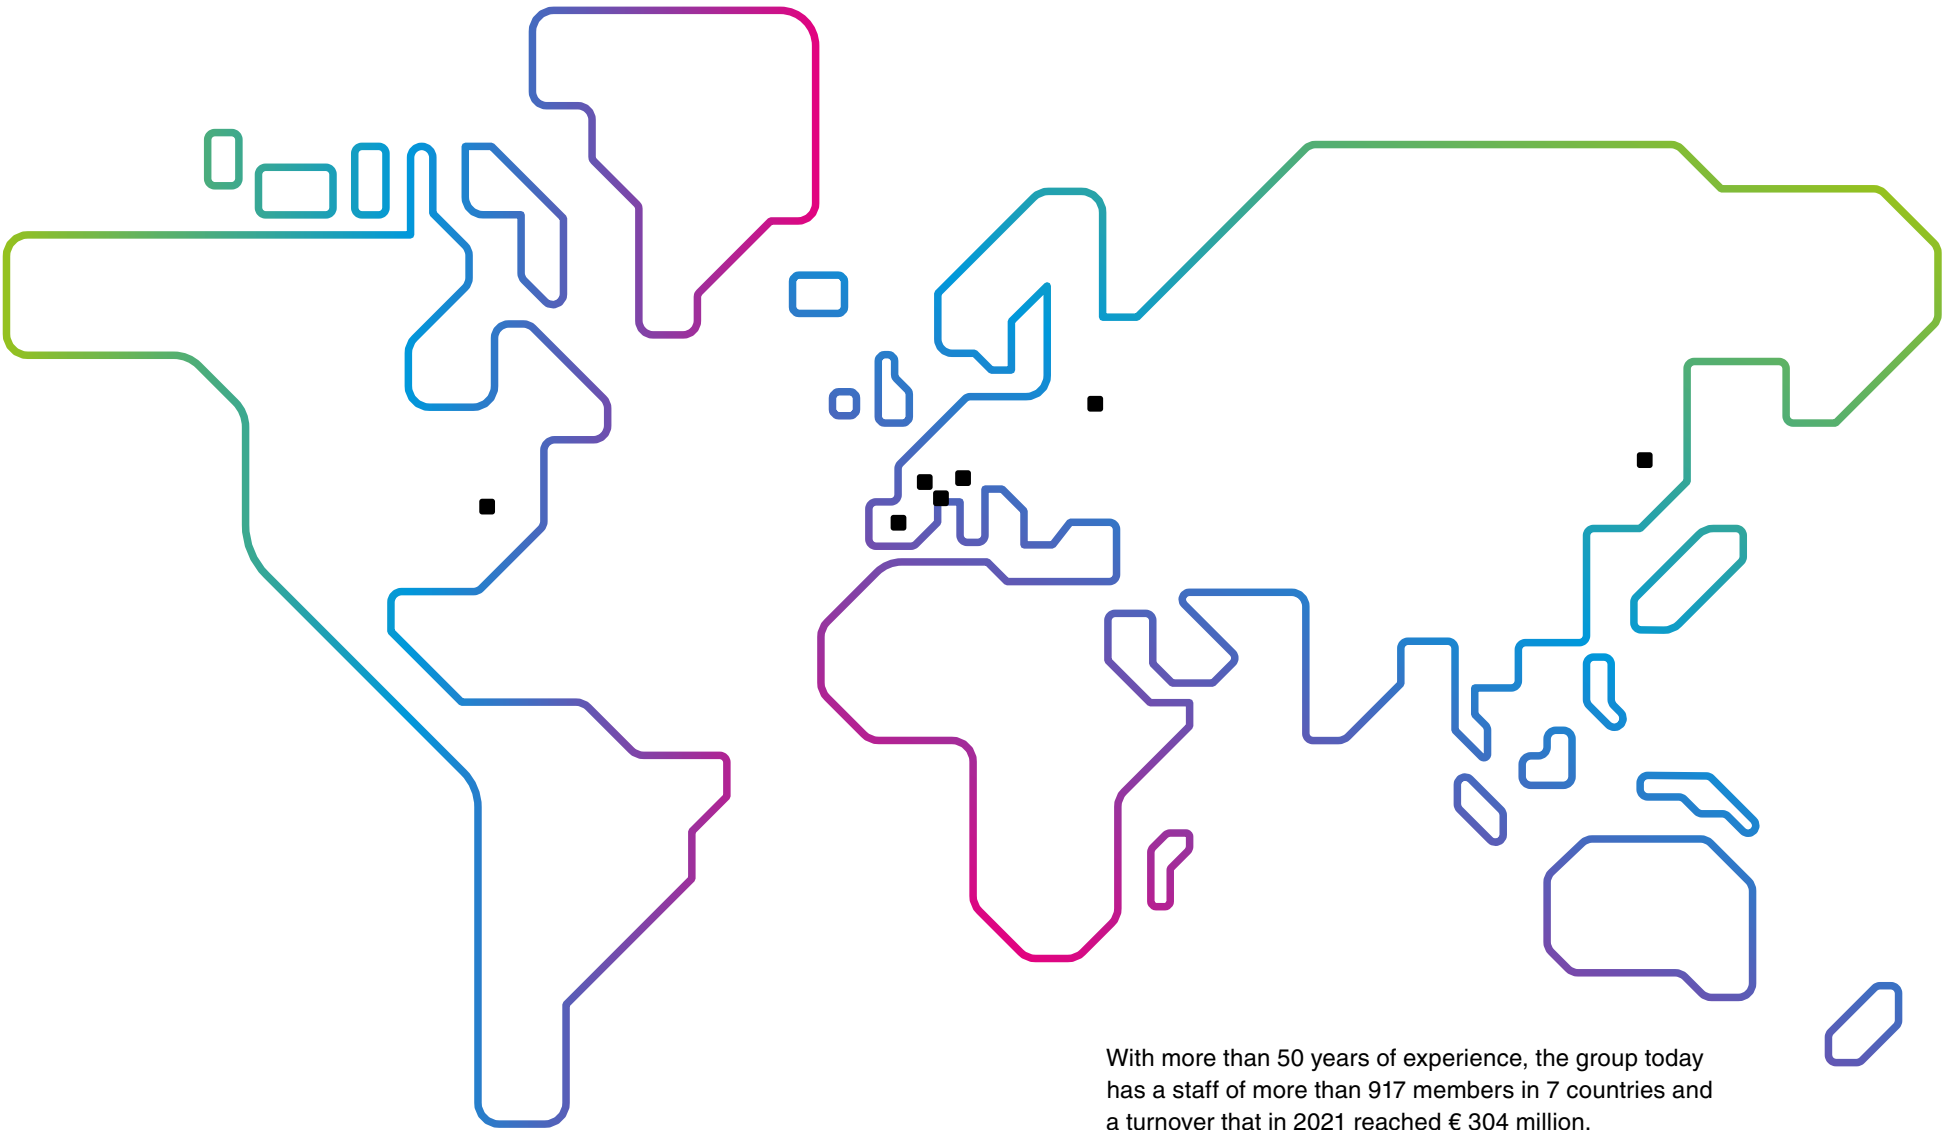 With more than 50 years of experience, the group today
has a staff of more than 917 members in 7 countries and
a turnover that in 2021 reached € 304 million.